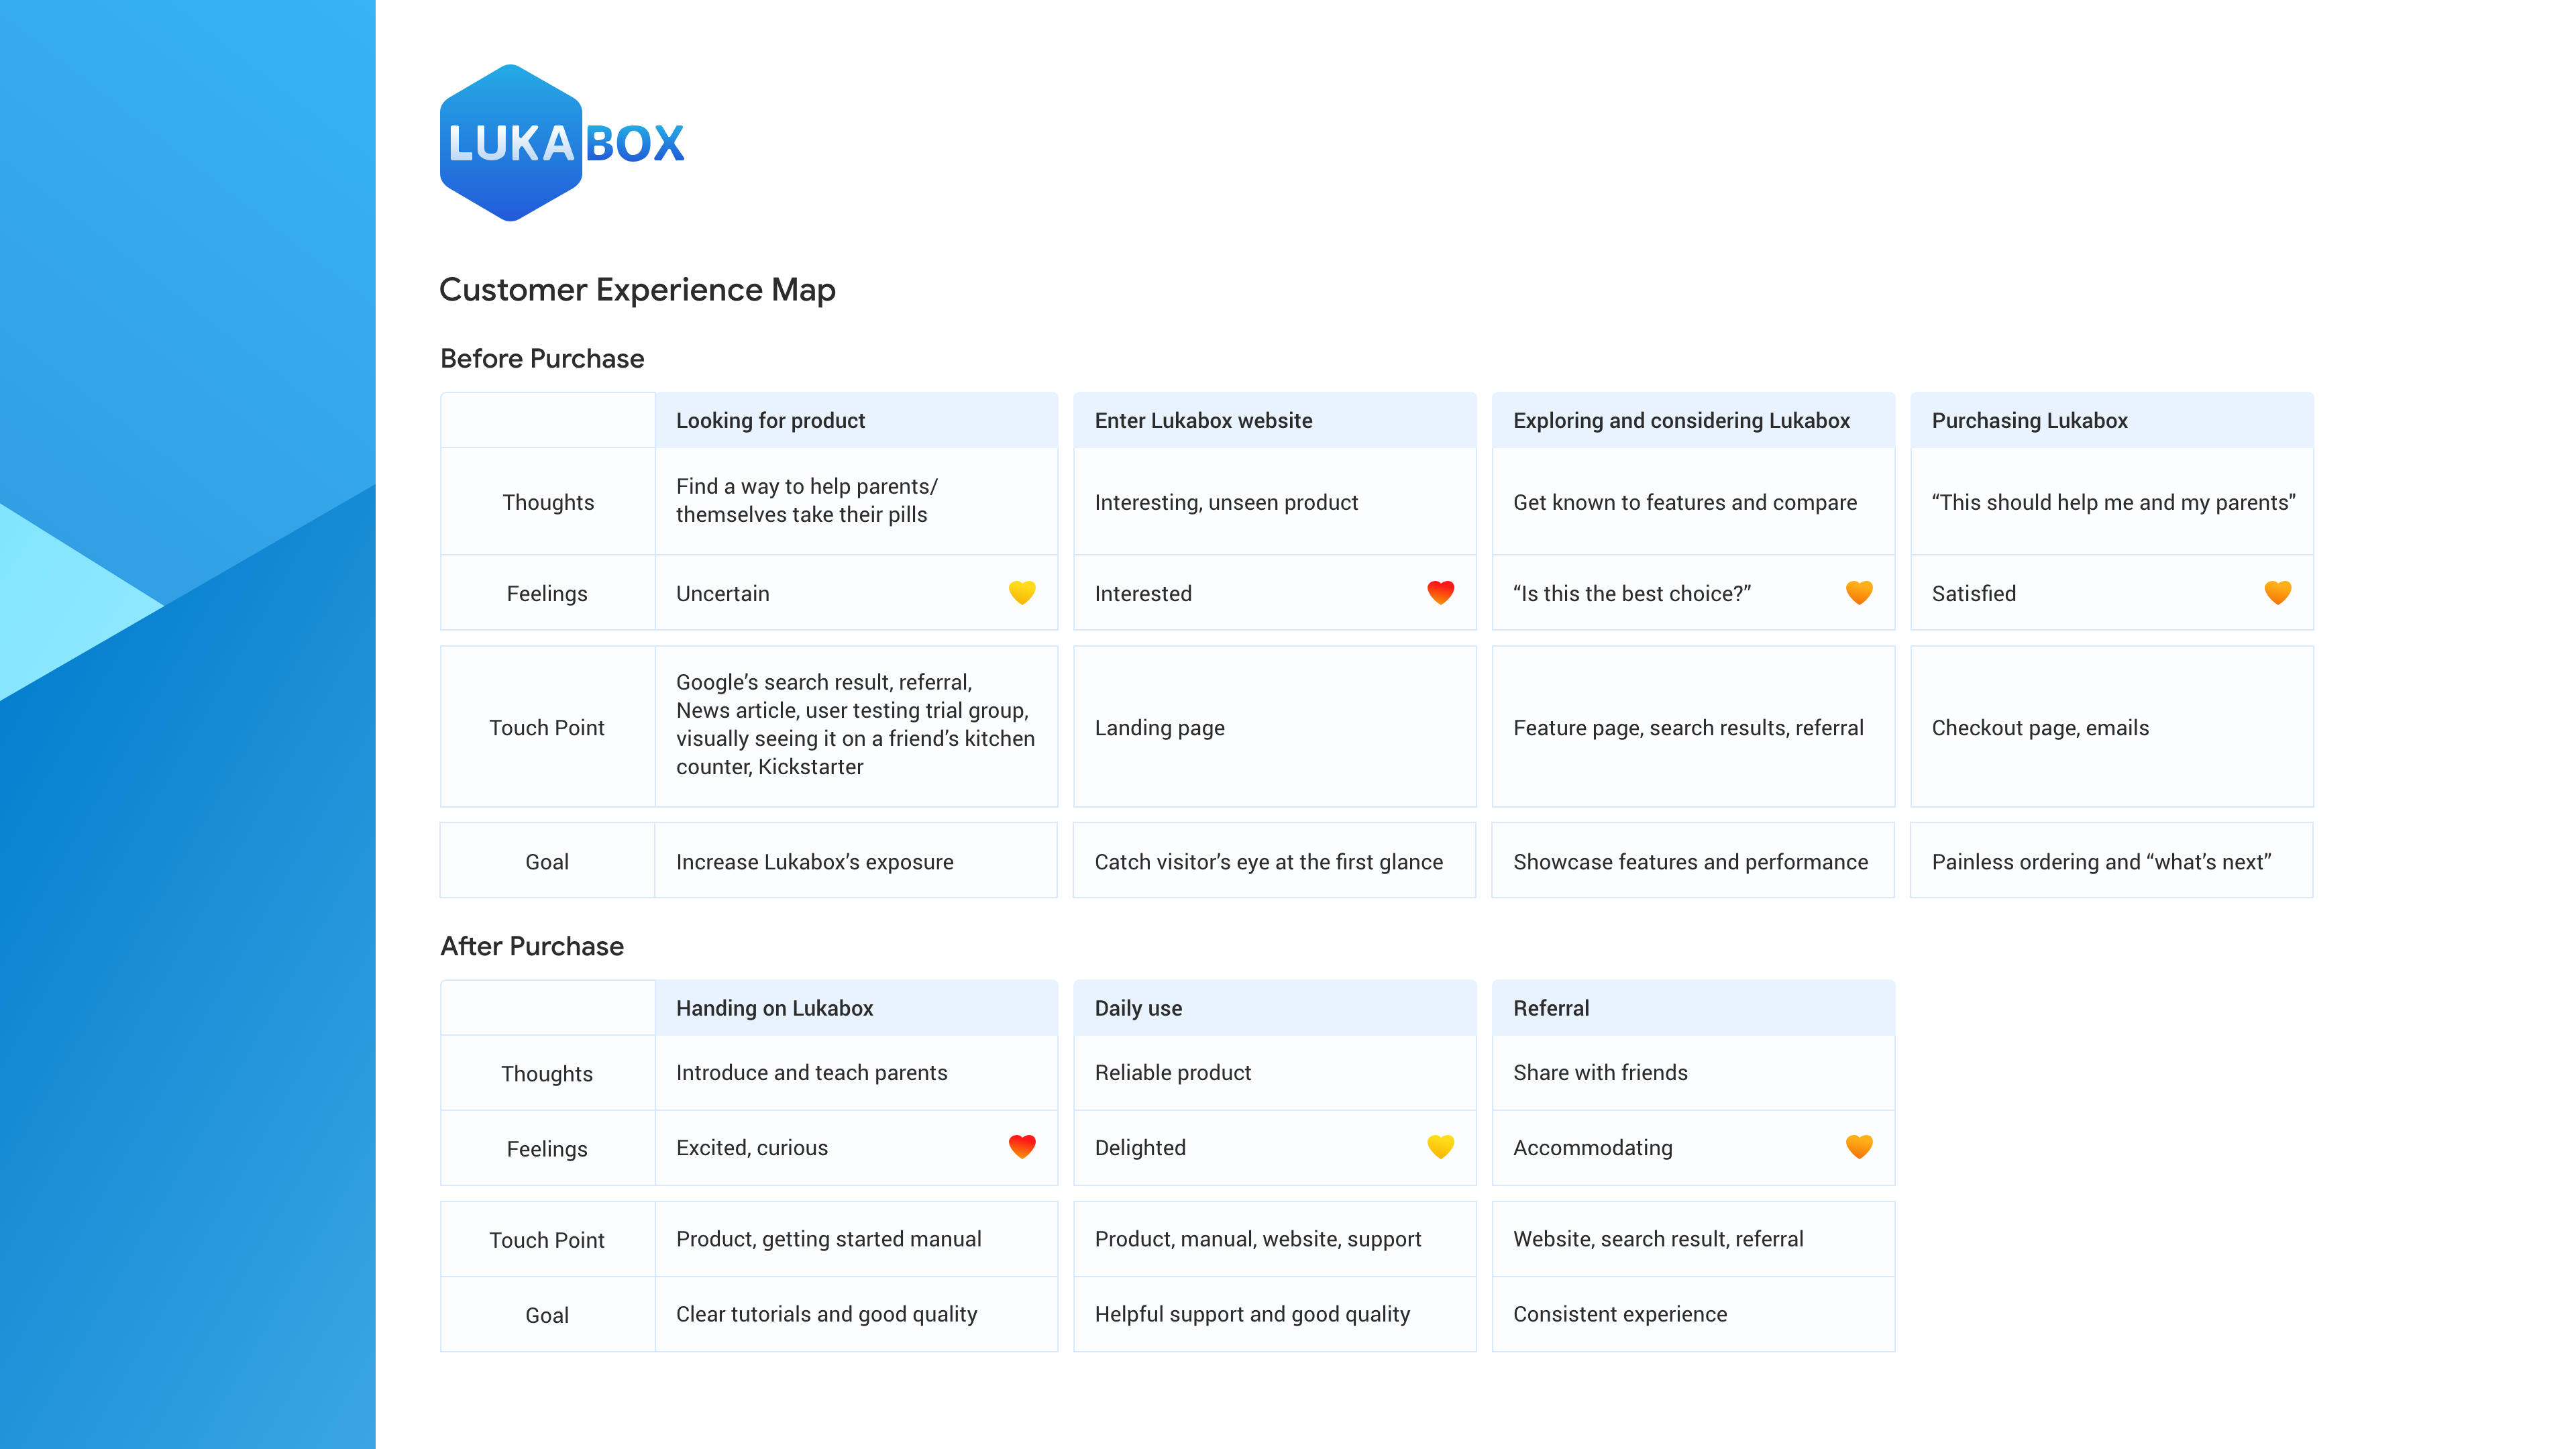 LUKABOX
Customer Experience Map
Before Purchase
Looking for product
Enter Lukabox website
Exploring and considering Lukabox
Purchasing Lukabox
Thoughts
Find a way to help parents/
themselves take their pills
Interesting, unseen product
Get known to features and compare
“This should help me and my parents”
Feelings
Uncertain
Interested
“Is this the best choice?”
Satisfied
Touch Point
Google’s search result, referral,
News article, user testing trial group,
visually seeing it on a friend’s kitchen
counter, Kickstarter
Landing page
Feature page, search results, referral
Checkout page, emails
Goal
Increase Lukabox’s exposure
Catch visitor’s eye at the first glance
Showcase features and performance
Painless ordering and “what’s next”
After Purchase
Handing on Lukabox
Daily use
Referral
Thoughts
Introduce and teach parents
Reliable product
Share with friends
Feelings
Excited, curious
Delighted
Accommodating
Touch Point
Product, getting started manual
Product, manual, website, support
Website, search result, referral
Goal
Clear tutorials and good quality
Helpful support and good quality
Consistent experience